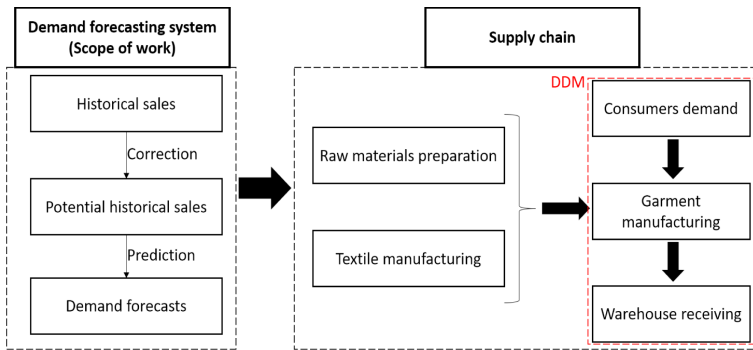 Demand forecasting system
(Scope of work)
Historical sales
Correction
Potential historical sales
Prediction
Demand forecasts
Supply chain
Raw materials preparation
Textile manufacturing
DDM
Consumers demand
Garment
manufacturing
Warehouse receiving